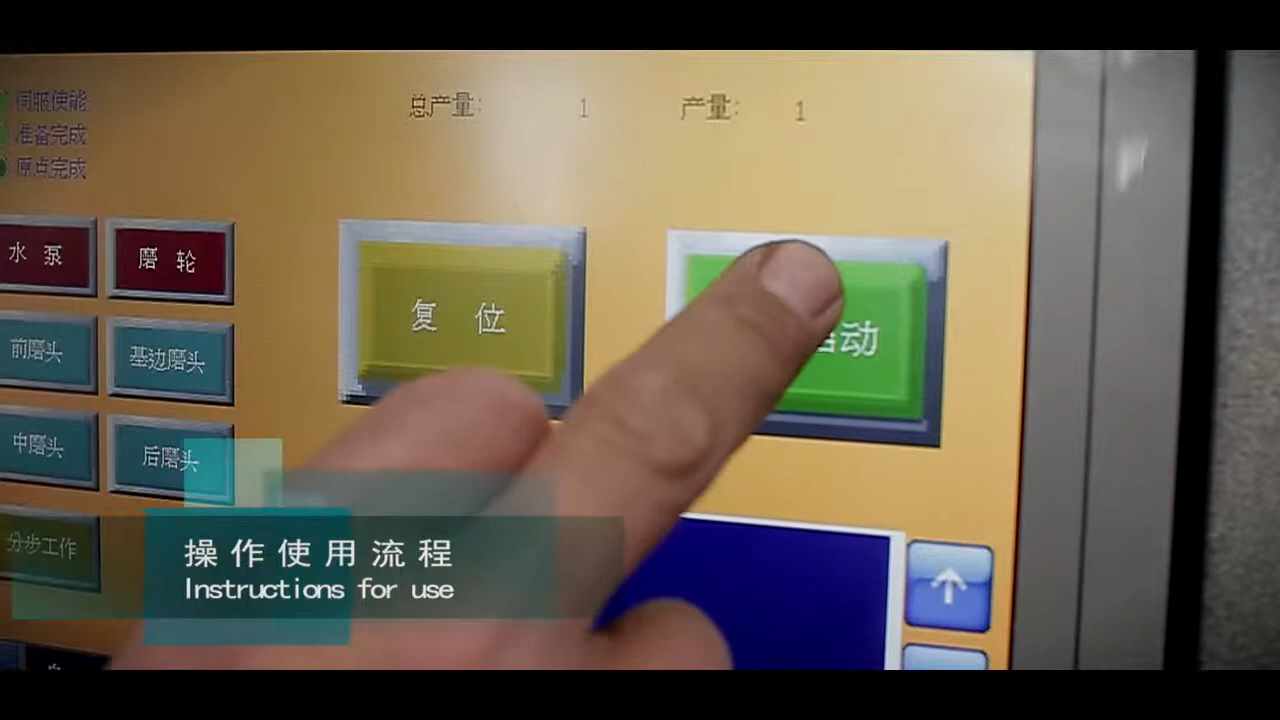 伺服使能
准备完成
原点完成
总产量: 1
产量: 1
水 泵
磨 轮
复 位
动
前磨头
基边磨头
中磨头
后磨头
分步工作
操作使用流程
Instructions for use